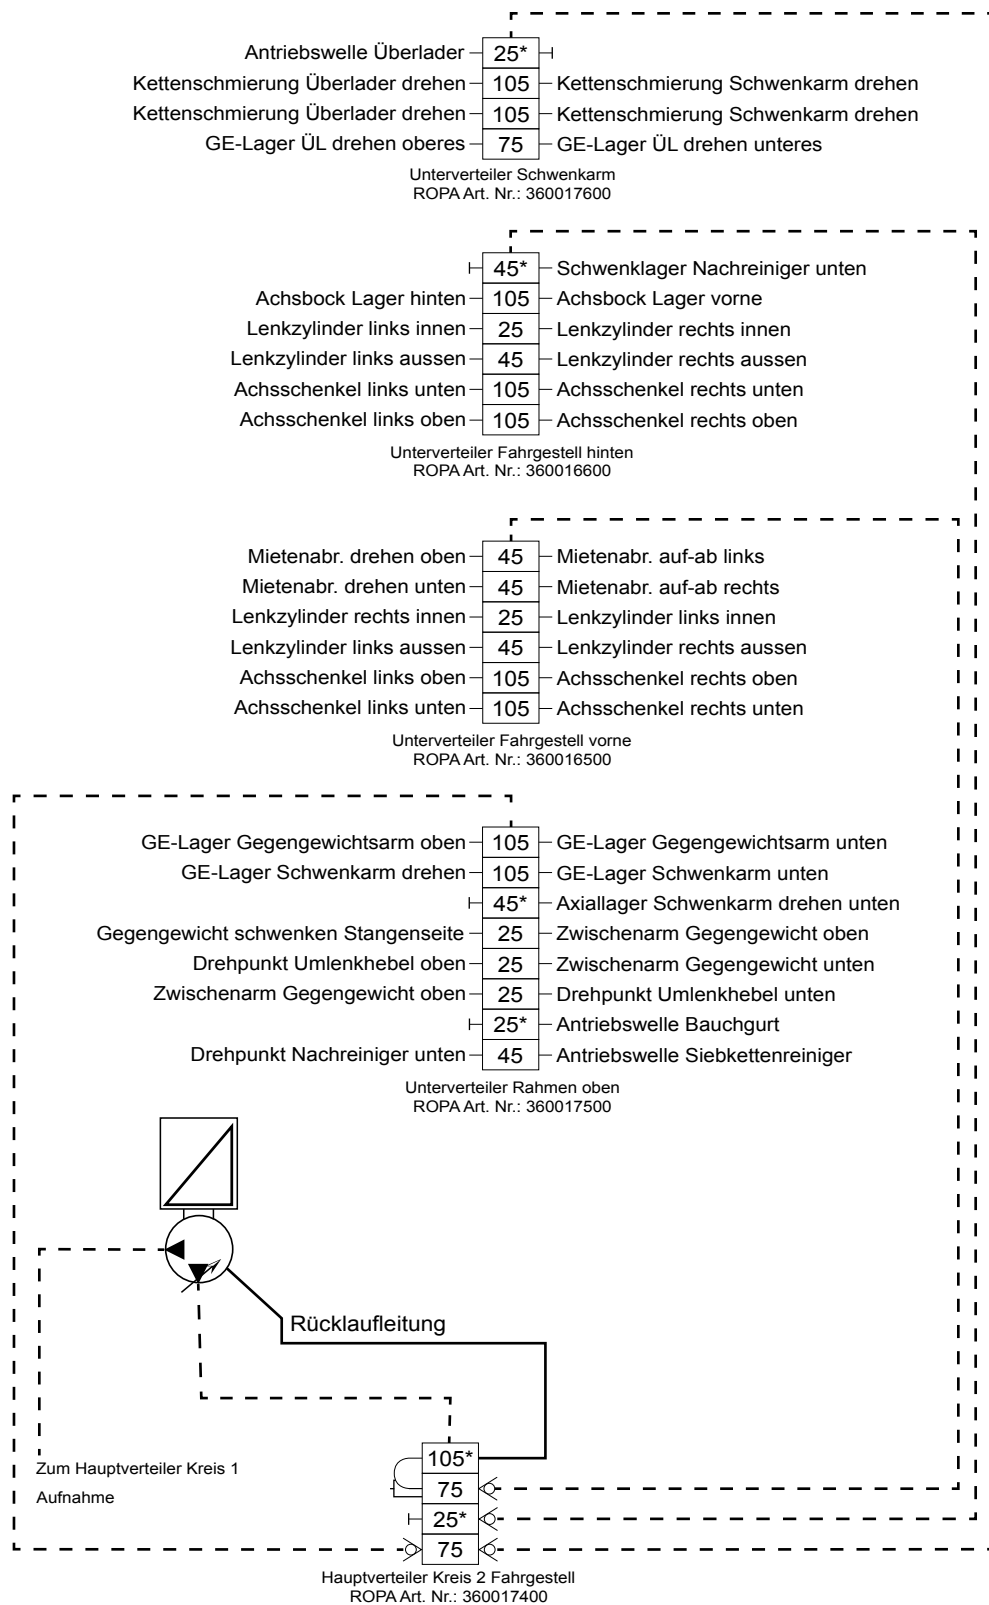 Antriebswelle Überlader 25*
Kettenschmierung Überlader drehen 105 Kettenschmierung Schwenkarm drehen
Kettenschmierung Überlader drehen 105 Kettenschmierung Schwenkarm drehen
GE-Lager ÜL drehen oberes 75 GE-Lager ÜL drehen unteres
Unterverteiler Schwenkarm
ROPA Art. Nr.: 360017600
45* Schwenklager Nachreiniger unten
Achsbock Lager hinten 105 Achsbock Lager vorne
Lenkzylinder links innen 25 Lenkzylinder rechts innen
Lenkzylinder links aussen 45 Lenkzylinder rechts aussen
Achsschenkel links unten 105 Achsschenkel rechts unten
Achsschenkel links oben 105 Achsschenkel rechts oben
Unterverteiler Fahrgestell hinten
ROPA Art. Nr.: 360016600
Mietenabr. drehen oben 45 Mietenabr. auf-ab links
Mietenabr. drehen unten 45 Mietenabr. auf-ab rechts
Lenkzylinder rechts innen 25 Lenkzylinder links innen
Lenkzylinder links aussen 45 Lenkzylinder rechts aussen
Achsschenkel links oben 105 Achsschenkel rechts oben
Achsschenkel links unten 105 Achsschenkel rechts unten
Unterverteiler Fahrgestell vorne
ROPA Art. Nr.: 360016500
GE-Lager Gegengewichtsarm oben 105 GE-Lager Gegengewichtsarm unten
GE-Lager Schwenkarm drehen 105 GE-Lager Schwenkarm unten
45* Axiallager Schwenkarm drehen unten
Gegengewicht schwenken Stangenseite 25 Zwischenarm Gegengewicht oben
Drehpunkt Umlenkhebel oben 25 Zwischenarm Gegengewicht unten
Zwischenarm Gegengewicht oben 25 Drehpunkt Umlenkhebel unten
25* Antriebswelle Bauchgurt
Drehpunkt Nachreiniger unten 45 Antriebswelle Siebkettenreiniger
Unterverteiler Rahmen oben
ROPA Art. Nr.: 360017500
Rücklaufleitung
Zum Hauptverteiler Kreis 1
Aufnahme
105*
75
25*
75
Hauptverteiler Kreis 2 Fahrgestell
ROPA Art. Nr.: 360017400